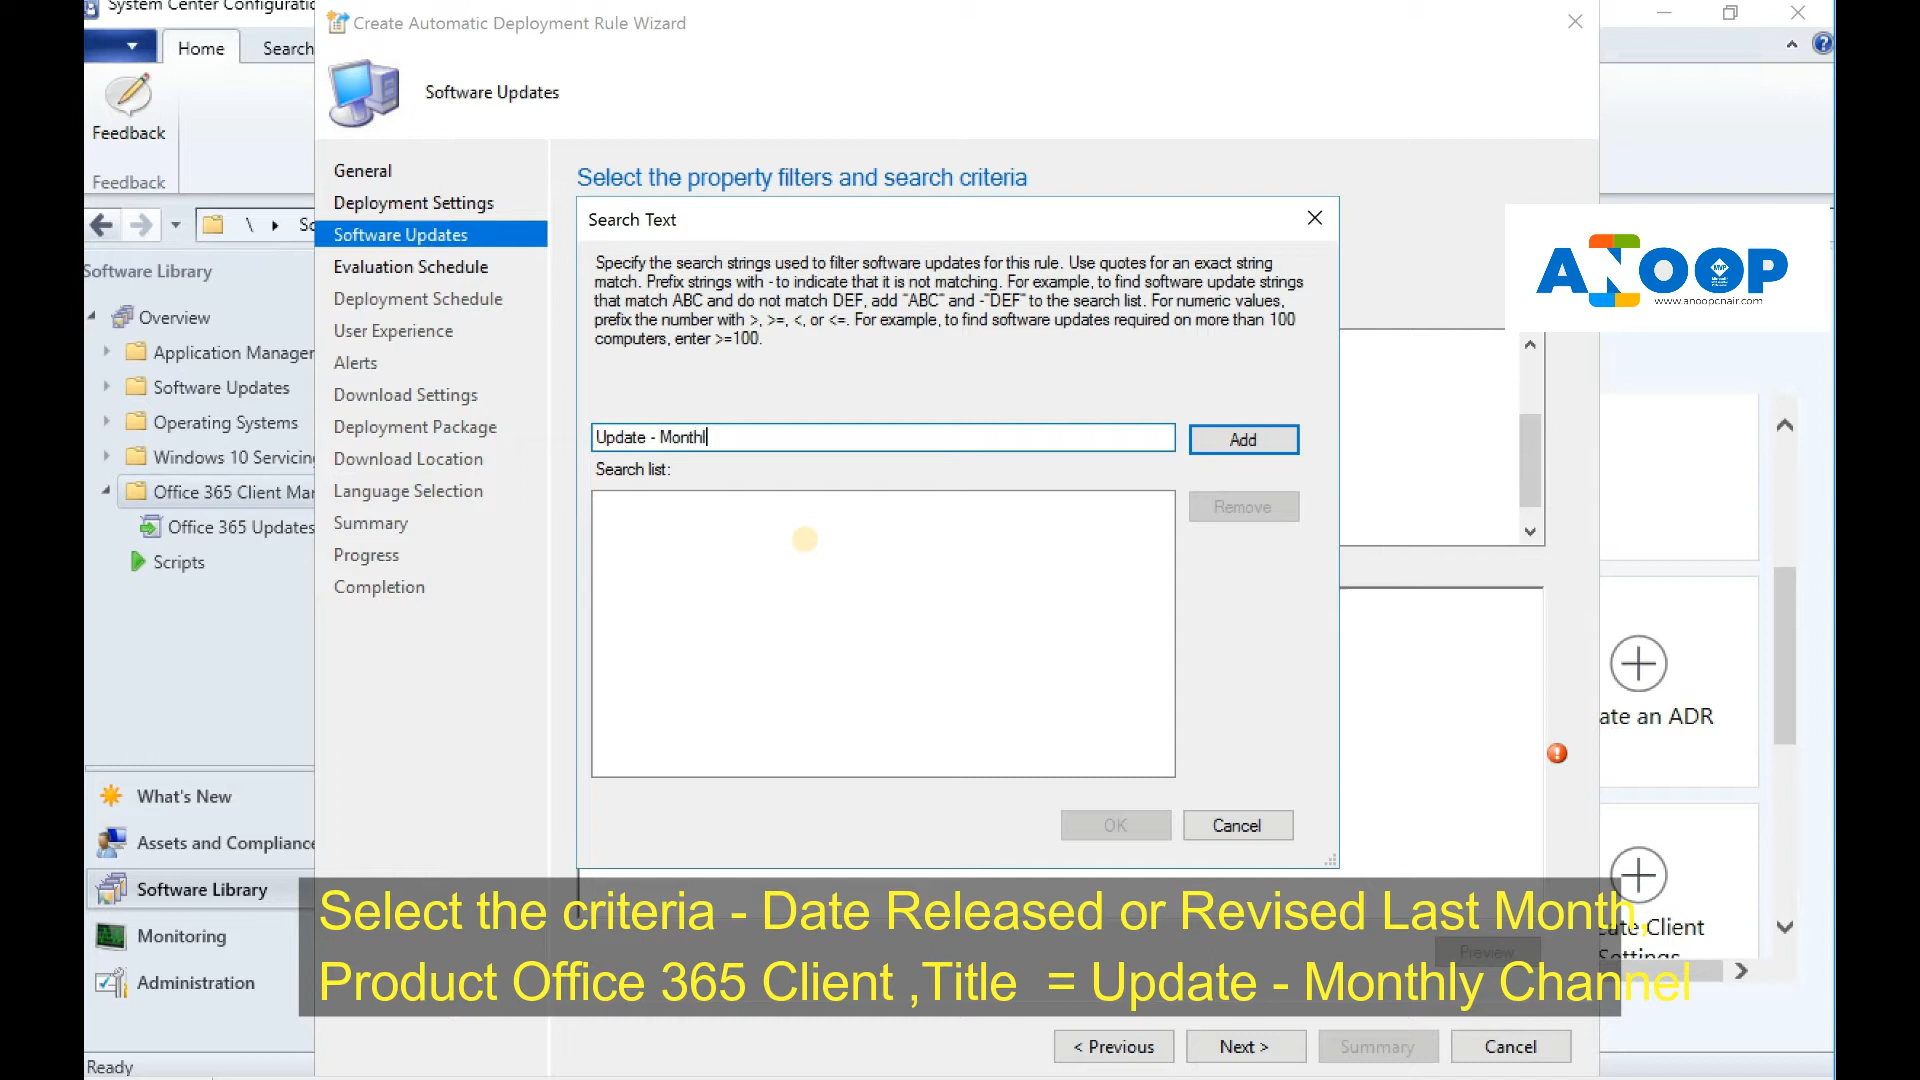 System Center Configuratio
Create Automatic Deployment Rule Wizard
Home
Search
Software Updates
Feedback
Feedback
Software Library
Overview
Application Manager
Software Updates
Operating Systems
Windows 10 Servicing
Office 365 Client Mar
Office 365 Updates
Scripts
What's New
Assets and Compliance
Software Library
Monitoring
Administration
Ready
General
Deployment Settings
Software Updates
Evaluation Schedule
Deployment Schedule
User Experience
Alerts
Download Settings
Deployment Package
Download Location
Language Selection
Summary
Progress
Completion
Select the property filters and search criteria
Search Text
Specify the search strings used to filter software updates for this rule. Use quotes for an exact string
match. Prefix strings with - to indicate that it is not matching. For example, to find software update strings
that match ABC and do not match DEF, add "ABC" and -"DEF" to the search list. For numeric values,
prefix the number with >, >=, <, or <=. For example, to find software updates required on more than 100
computers, enter >=100.
Update - Monthl
Add
Search list:
Remove
OK
Cancel
ANOOP
MVP
www.anoopcnair.com
ate an ADR
ate Client
Settings
Preview
Select the criteria - Date Released or Revised Last Month,
Product Office 365 Client ,Title = Update - Monthly Channel
< Previous
Next >
Summary
Cancel